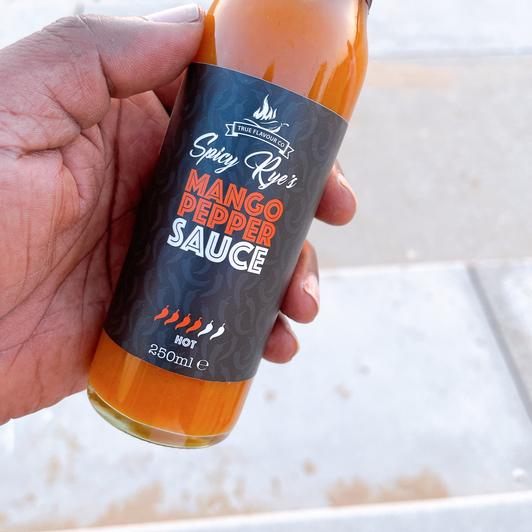 TRUE FLAVOUR CO
Spicy Rye's
MANGO
PEPPER
SAUCE
HOT
250ml ℮